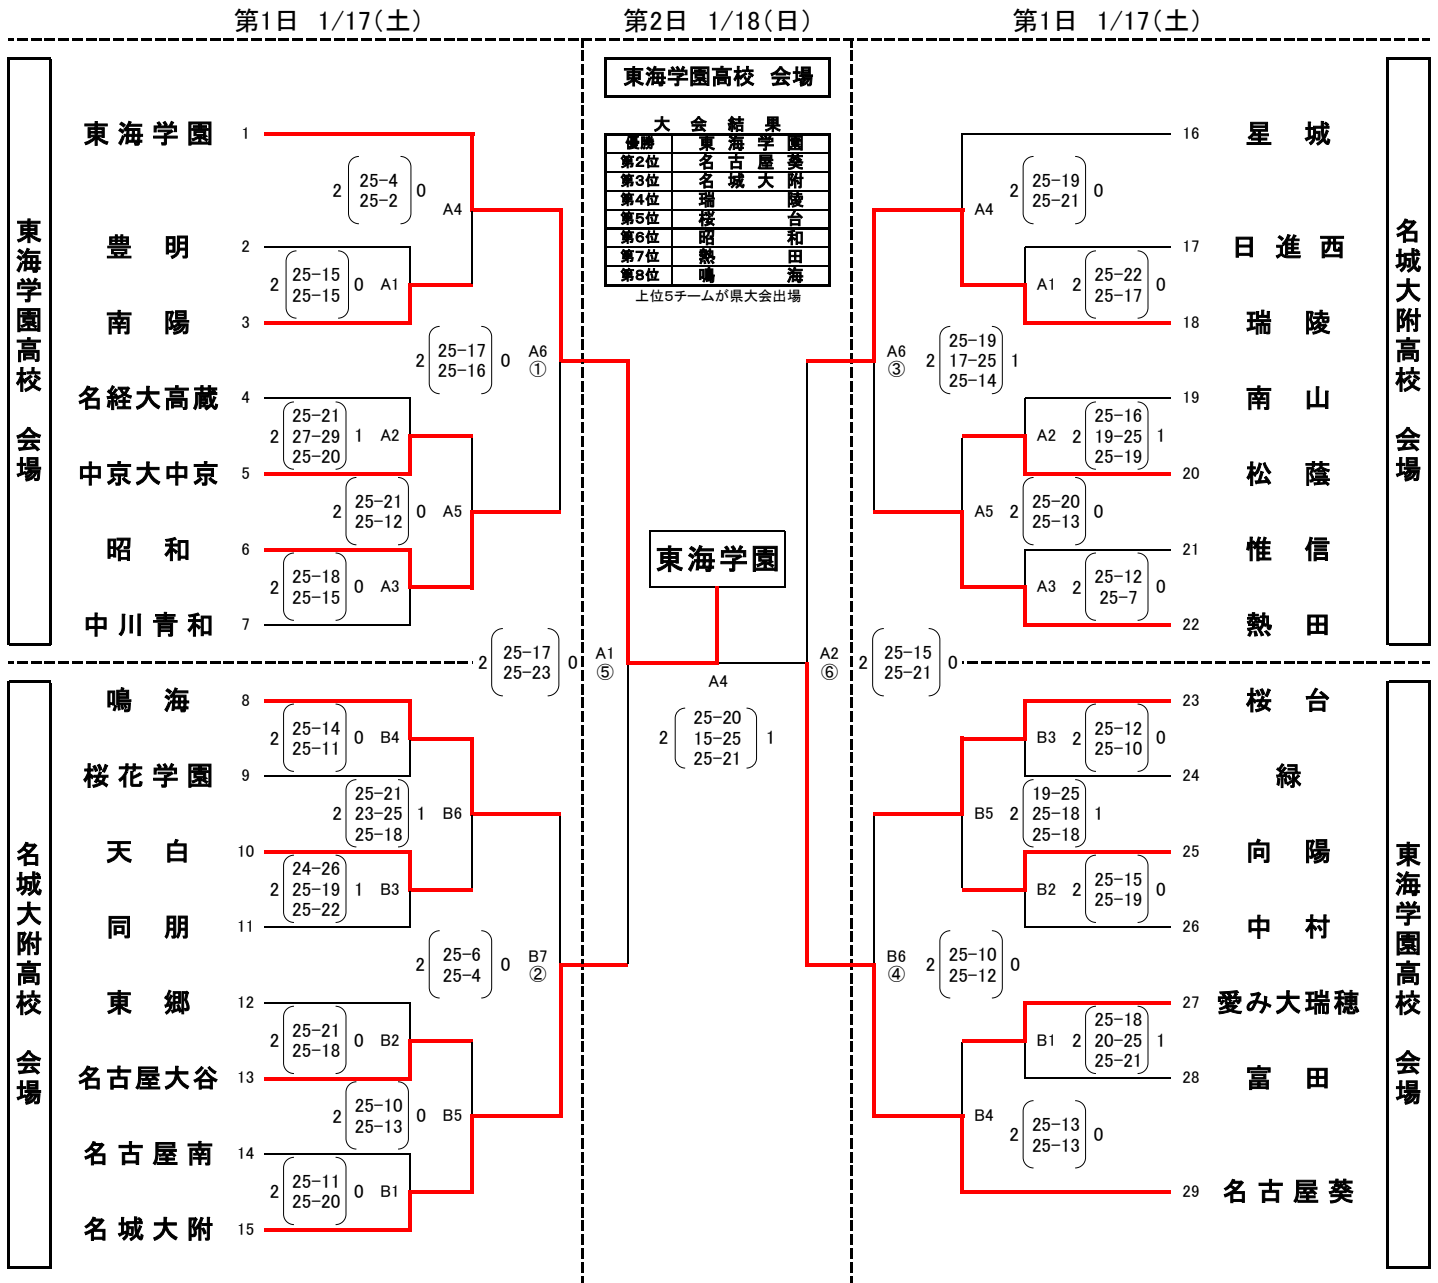 第1日 1/17(土)
第2日 1/18(日)
第1日 1/17(土)
東海学園高校 会場
大会結果
優勝 東海学園
第2位 名古屋葵
第3位 名城大附
第4位 瑞陵
第5位 桜台
第6位 昭和
第7位 熱田
第8位 鳴海
上位5チームが県大会出場
東海学園高校 会場
東海学園 1
2 25-4 0
25-2
A4
豊明 2
2 25-15 0 A1
25-15
南陽 3
2 25-17 0
25-16
A6
①
名経大高蔵 4
25-21
2 27-29 1 A2
25-20
中京大中京 5
2 25-21 0 A5
25-12
昭和 6
2 25-18 0 A3
25-15
中川青和 7
2 25-17 0
25-23
A1
⑤
名城大附高校 会場
鳴海 8
2 25-14 0 B4
25-11
桜花学園 9
25-21
2 23-25 1 B6
25-18
天白 10
24-26
2 25-19 1 B3
25-22
同朋 11
2 25-6 0
25-4
B7
②
東郷 12
2 25-21 0 B2
25-18
名古屋大谷 13
2 25-10 0 B5
25-13
名古屋南 14
2 25-11 0 B1
25-20
名城大附 15
東海学園
A4
25-20
2 15-25 1
25-21
名城大附高校 会場
16 星城
A4 2 25-19 0
25-21
17 日進西
A1 2 25-22 0
25-17
18 瑞陵
A6
③
25-19
2 17-25 1
25-14
19 南山
25-16
A2 2 19-25 1
25-19
20 松蔭
A5 2 25-20 0
25-13
21 惟信
A3 2 25-12 0
25-7
22 熱田
A2
⑥
2 25-15 0
25-21
東海学園高校 会場
23 桜台
B3 2 25-12 0
25-10
24 緑
19-25
B5 2 25-18 1
25-18
25 向陽
B2 2 25-15 0
25-19
26 中村
B6
④
2 25-10 0
25-12
27 愛み大瑞穂
25-18
B1 2 20-25 1
25-21
28 富田
B4 2 25-13 0
25-13
29 名古屋葵